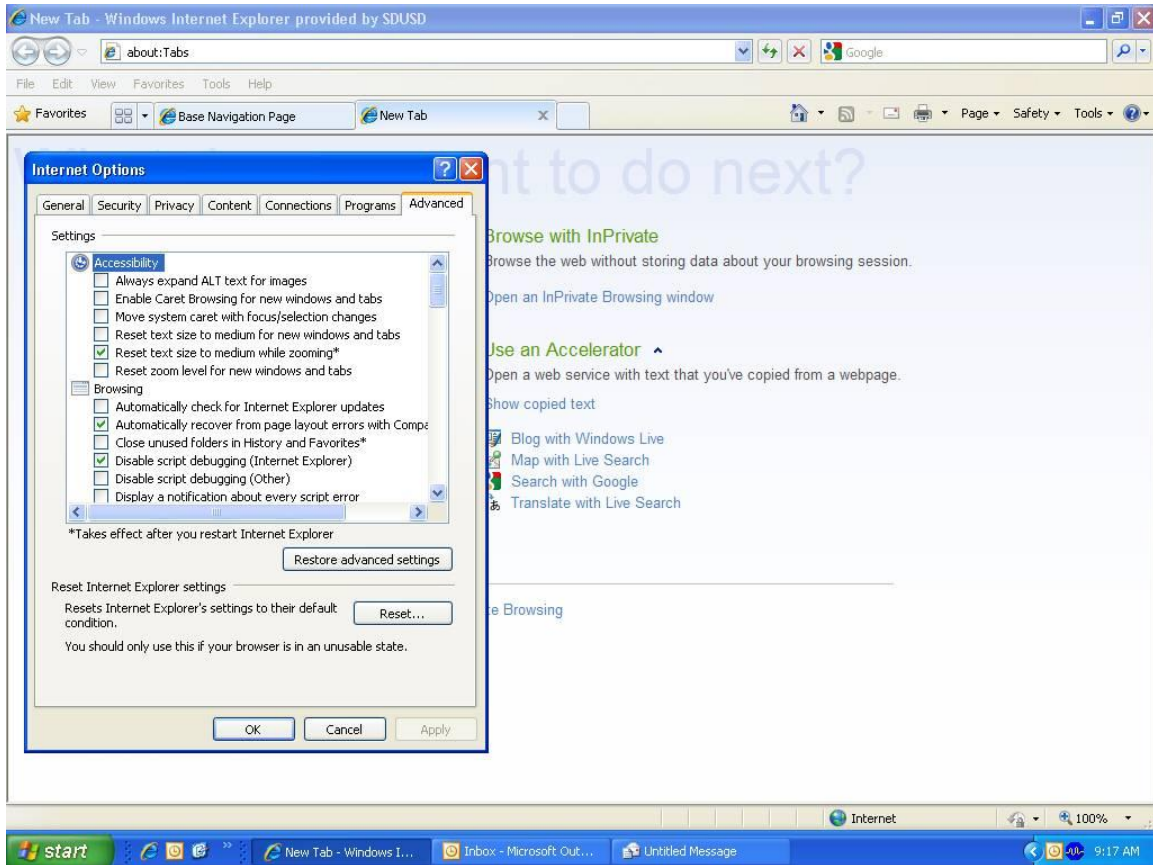 New Tab - Windows Internet Explorer provided by SDUSD
about:Tabs
Google
File Edit View Favorites Tools Help
Favorites
Base Navigation Page
New Tab
Page Safety Tools
nt to do next?
Internet Options
General Security Privacy Content Connections Programs Advanced
Settings
Accessibility
Always expand ALT text for images
Enable Caret Browsing for new windows and tabs
Move system caret with focus/selection changes
Reset text size to medium for new windows and tabs
Reset text size to medium while zooming*
Reset zoom level for new windows and tabs
Browsing
Automatically check for Internet Explorer updates
Automatically recover from page layout errors with Compa
Close unused folders in History and Favorites*
Disable script debugging (Internet Explorer)
Disable script debugging (Other)
Display a notification about every script error
*Takes effect after you restart Internet Explorer
Restore advanced settings
Reset Internet Explorer settings
Resets Internet Explorer's settings to their default
condition.
Reset...
You should only use this if your browser is in an unusable state.
OK Cancel Apply
Browse with InPrivate
Browse the web without storing data about your browsing session.
Open an InPrivate Browsing window
Use an Accelerator
Open a web service with text that you've copied from a webpage.
Show copied text
Blog with Windows Live
Map with Live Search
Search with Google
Translate with Live Search
te Browsing
Internet
100%
start
New Tab - Windows I...
Inbox - Microsoft Out...
Untitled Message
9:17 AM